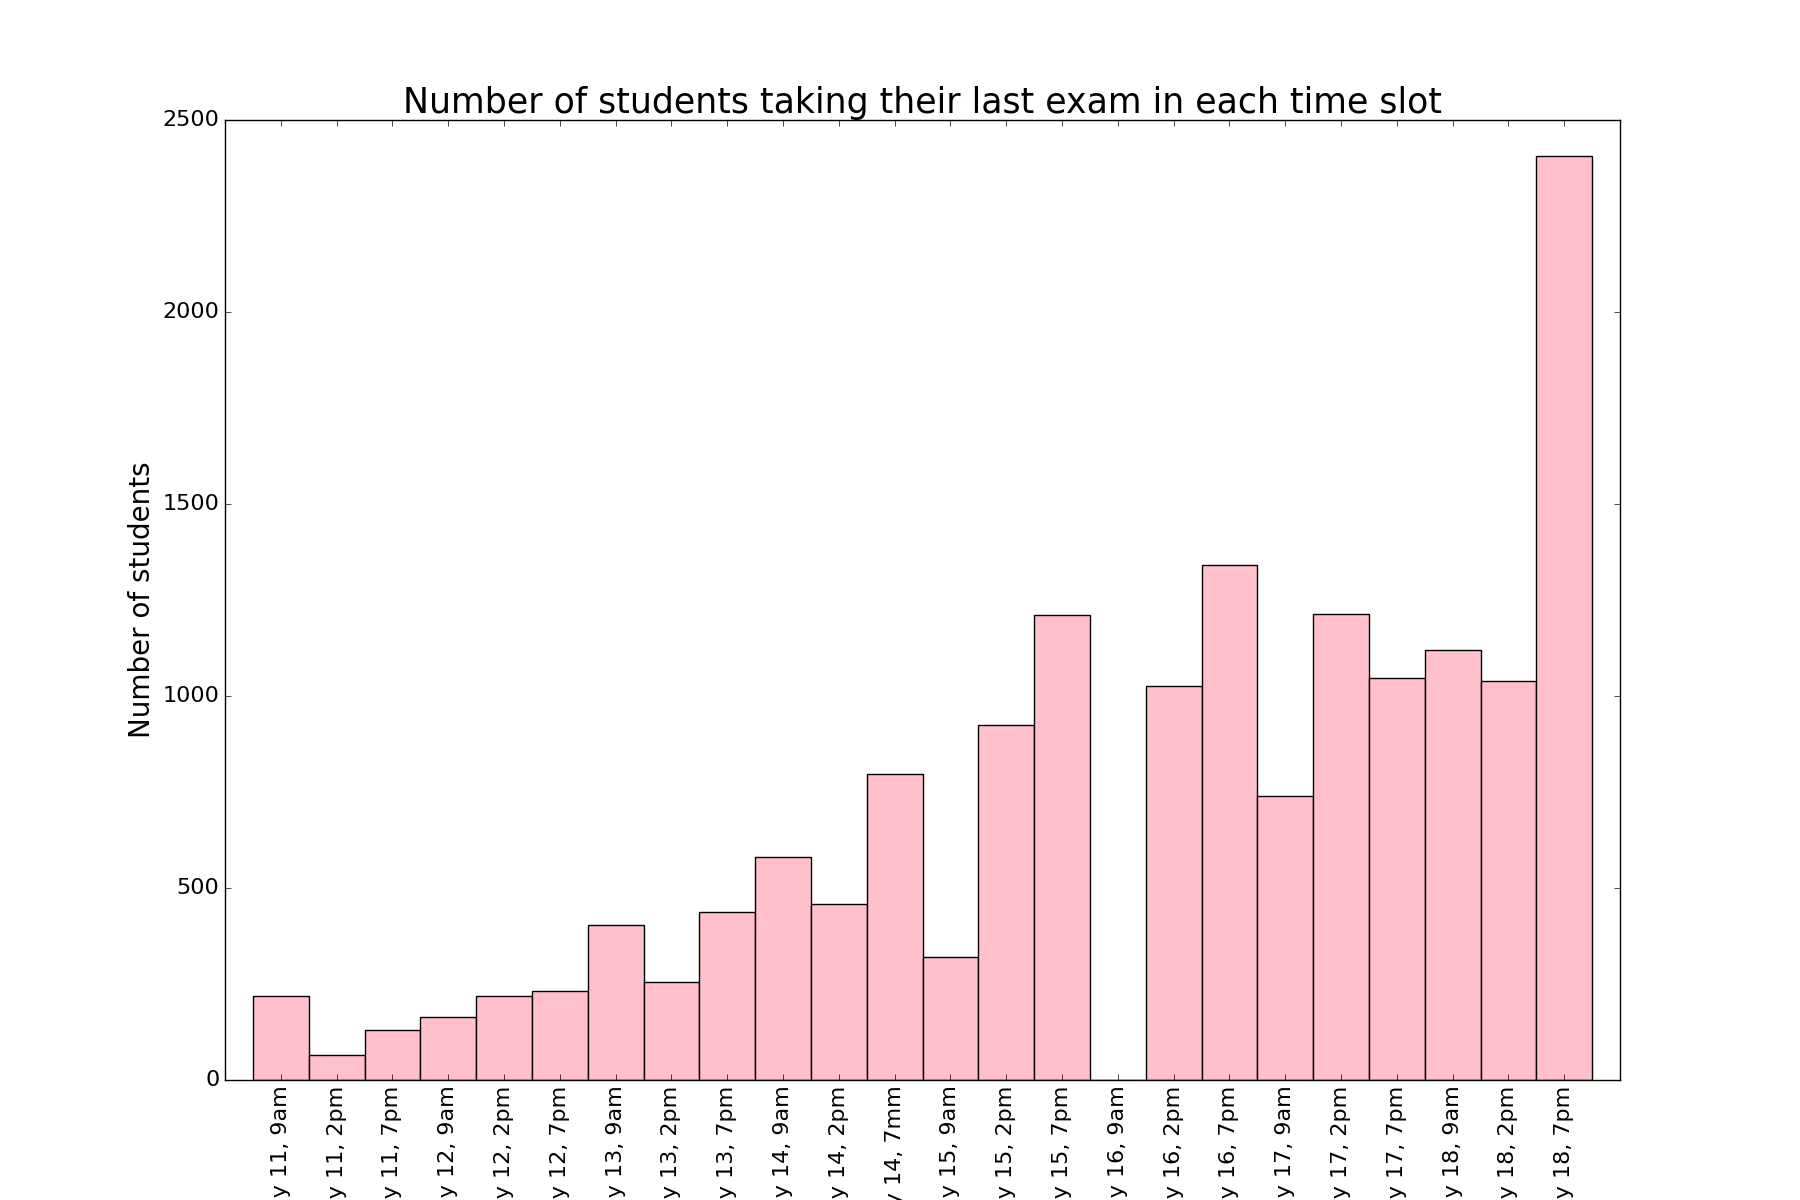 Number of students taking their last exam in each time slot
Number of students
2500
2000
1500
1000
500
0
y 11, 9am
y 11, 2pm
y 11, 7pm
y 12, 9am
y 12, 2pm
y 12, 7pm
y 13, 9am
y 13, 2pm
y 13, 7pm
y 14, 9am
y 14, 2pm
y 14, 7mm
y 15, 9am
y 15, 2pm
y 15, 7pm
y 16, 9am
y 16, 2pm
y 16, 7pm
y 17, 9am
y 17, 2pm
y 17, 7pm
y 18, 9am
y 18, 2pm
y 18, 7pm